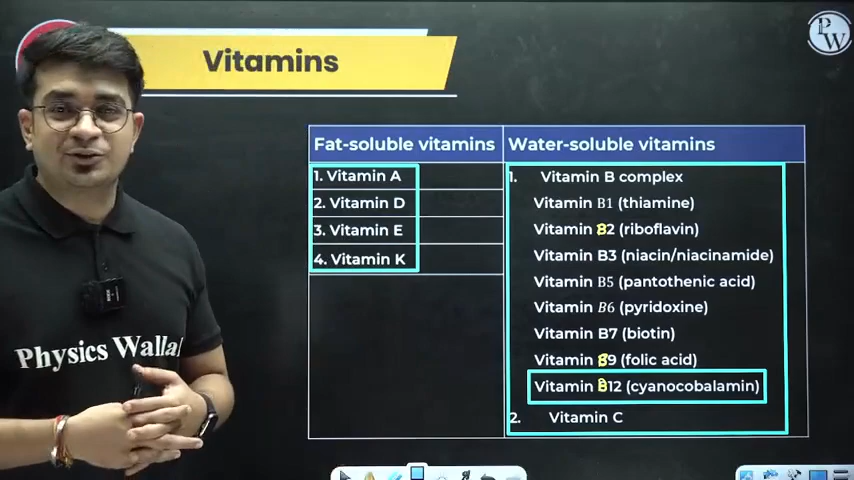 Vitamins
PW
Fat-soluble vitamins
Water-soluble vitamins
1. Vitamin A
2. Vitamin D
3. Vitamin E
4. Vitamin K
1. Vitamin B complex
Vitamin B1 (thiamine)
Vitamin B2 (riboflavin)
Vitamin B3 (niacin/niacinamide)
Vitamin B5 (pantothenic acid)
Vitamin B6 (pyridoxine)
Vitamin B7 (biotin)
Vitamin B9 (folic acid)
Vitamin B12 (cyanocobalamin)
2. Vitamin C
Physics Wallah